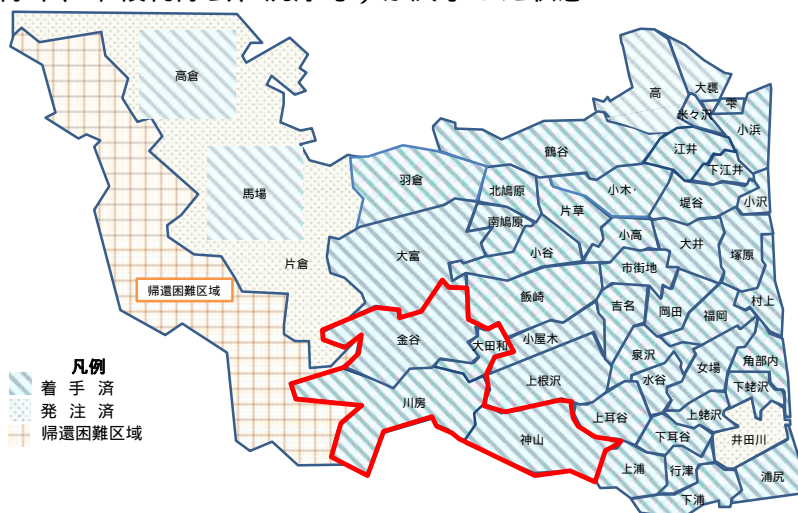 高倉
高
大甕
雫
米々沢
小浜
鶴谷
江井
下江井
馬場
羽倉
北鳩原
片草
小木・
堤谷
小沢
南鳩原
小高
大井
塚原
大富
小谷
片倉
市街地
帰還困難区域
飯崎
吉名
岡田
福岡
村上
金谷
大田和
小屋木
泉沢
女場
角部内
凡例
着 手 済
発 注 済
帰還困難区域
川房
上根沢
水谷
下蛯沢
上耳谷
上蛯沢
神山
下耳谷
井田川
上浦
行津
浦尻
下浦